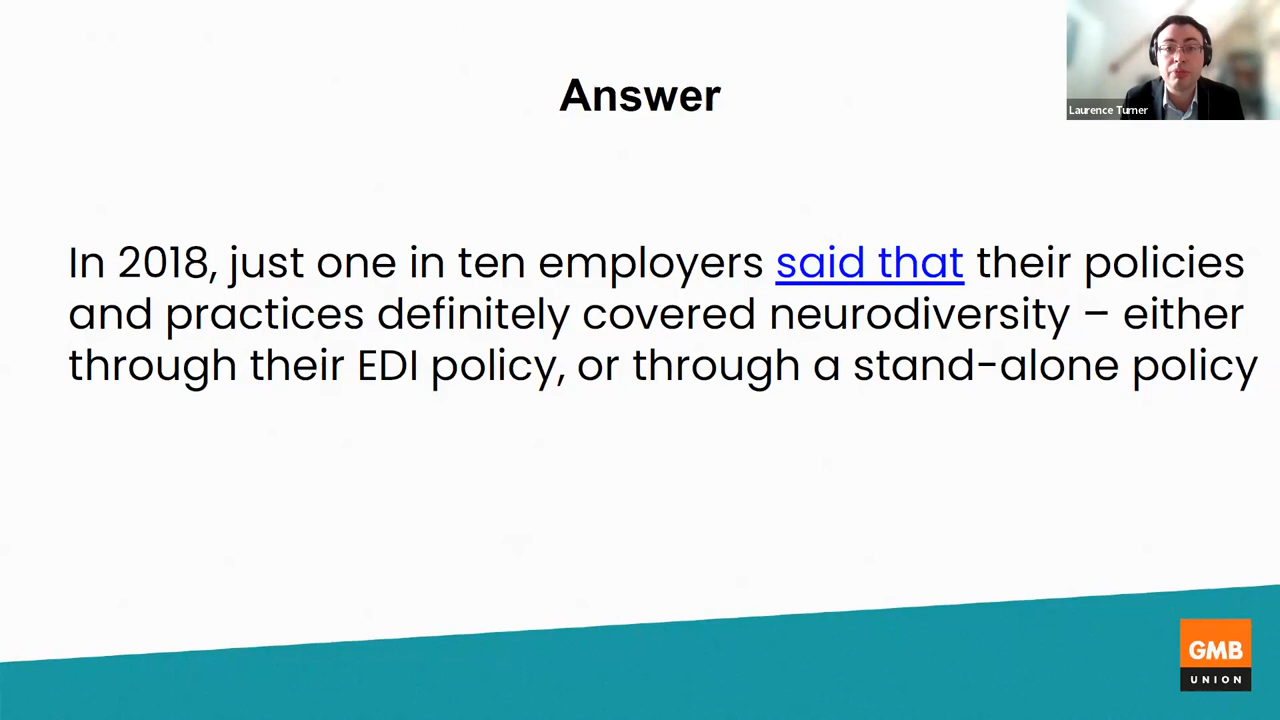 Answer
Laurence Turner
In 2018, just one in ten employers said that their policies
and practices definitely covered neurodiversity – either
through their EDI policy, or through a stand-alone policy
GMB
UNION